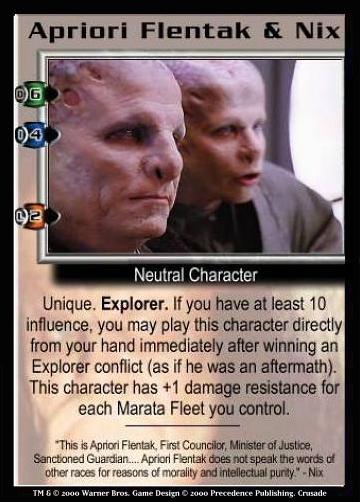 Apriori Flentak & Nix
06
04
02
Neutral Character
Unique. Explorer. If you have at least 10
influence, you may play this character directly
from your hand immediately after winning an
Explorer conflict (as if he was an aftermath).
This character has +1 damage resistance for
each Marata Fleet you control.
"This is Apriori Flentak, First Councilor, Minister of Justice,
Sanctioned Guardian.... Apriori Flentak does not speak the words of
other races for reasons of morality and intellectual purity." - Nix
TM & © 2000 Warner Bros. Game Design © 2000 Precedence Publishing. Crusade